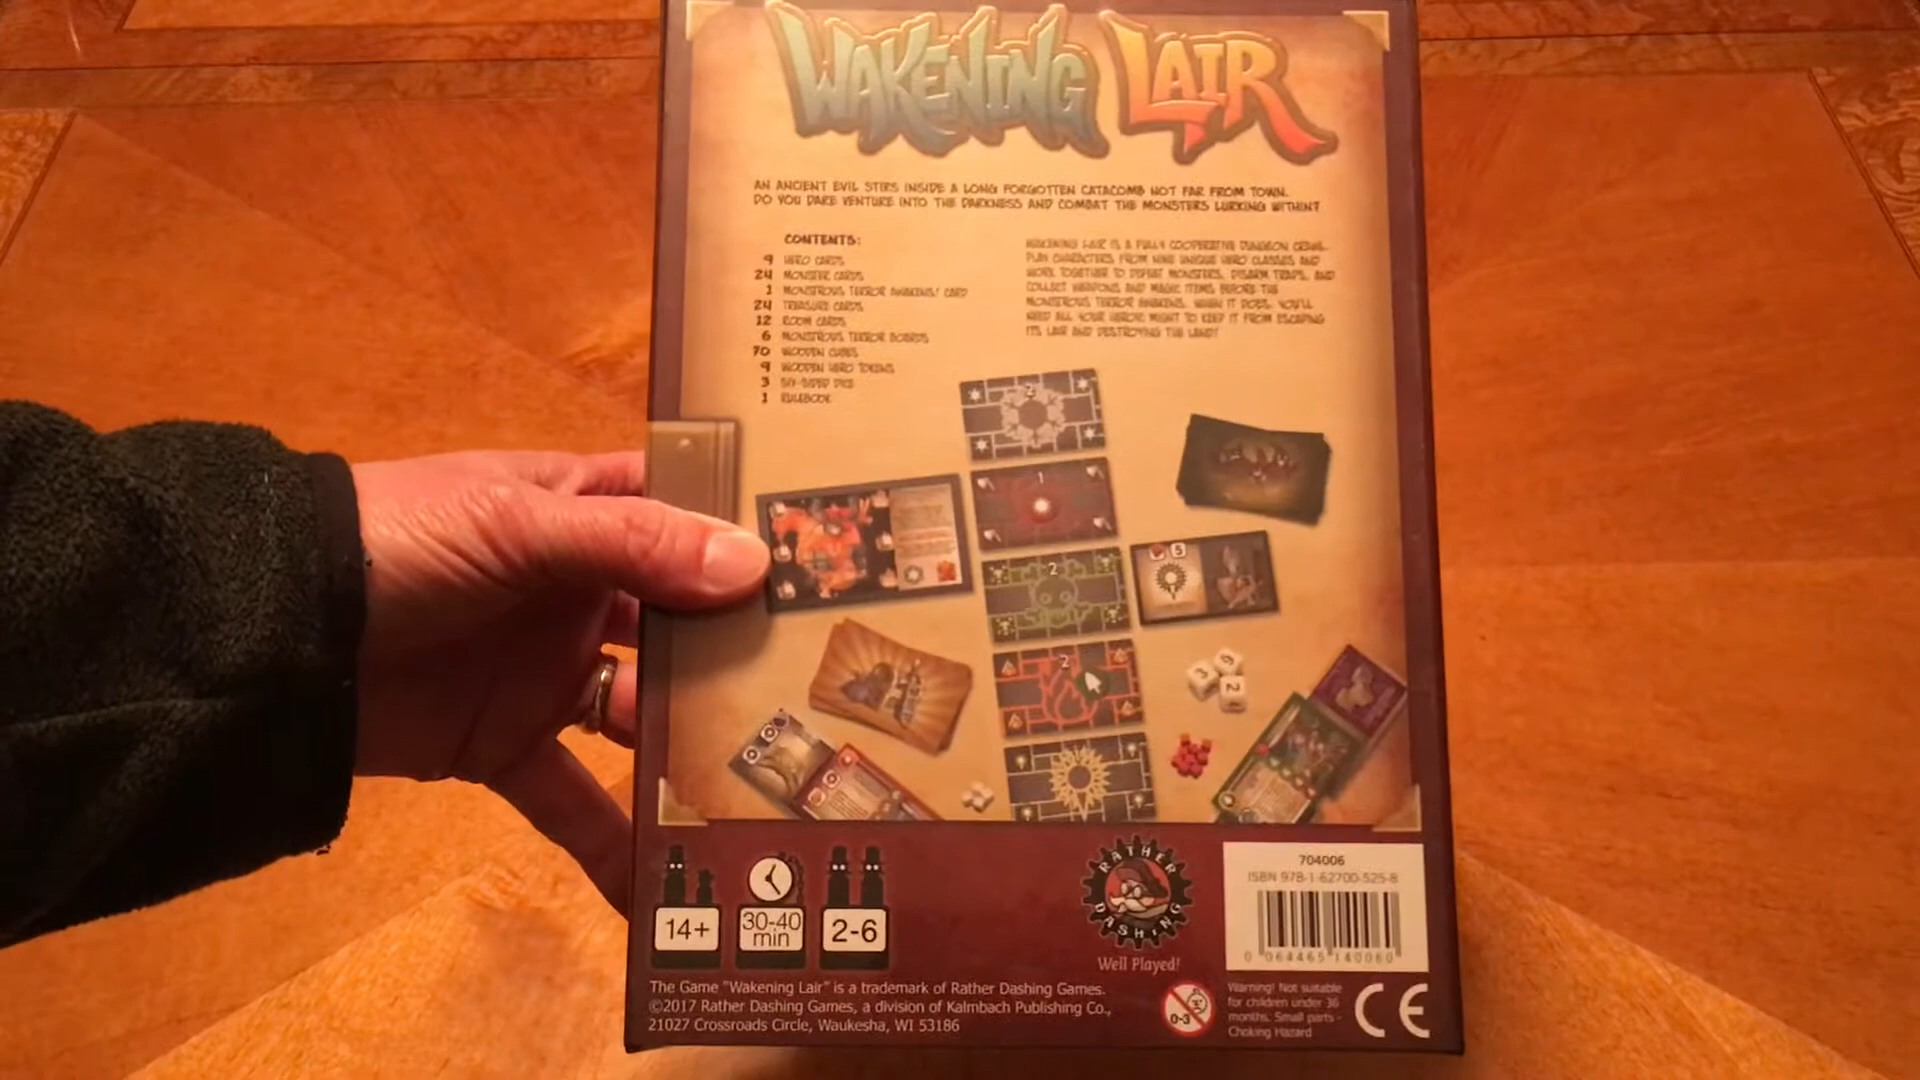 WAKENING LAIR
AN ANCIENT EVIL STIRS INSIDE A LONG FORGOTTEN CATACOMB NOT FAR FROM TOWN.
DO YOU DARE VENTURE INTO THE DARKNESS AND COMBAT THE MONSTERS LURKING WITHIN?
CONTENTS:
9 HERO CARDS
24 MONSTER CARDS
1 MONSTROUS TERROR AWAKENS! CARD
24 TREASURE CARDS
12 ROOM CARDS
6 MONSTROUS TERROR BOARDS
70 WOODEN CUBES
9 WOODEN HERO TOKENS
3 SIX-SIDED DICE
1 RULEBOOK
WAKENING LAIR IS A FULLY COOPERATIVE DUNGEON CRAWL.
PLAY CHARACTERS FROM NINE UNIQUE HERO CLASSES AND
WORK TOGETHER TO DEFEAT MONSTERS, DISARM TRAPS, AND
COLLECT WEAPONS AND MAGIC ITEMS BEFORE THE
MONSTROUS TERROR AWAKENS. WHEN IT DOES, YOU'LL
NEED ALL YOUR HEROIC MIGHT TO KEEP IT FROM ESCAPING
ITS LAIR AND DESTROYING THE LAND!
2
1
2
5
2
2
14+
30-40
min
2-6
RATHER
DASHING
Well Played!
704006
ISBN 978-1-62700-525-8
0 064465 140060
The Game "Wakening Lair" is a trademark of Rather Dashing Games.
©2017 Rather Dashing Games, a division of Kalmbach Publishing Co.,
21027 Crossroads Circle, Waukesha, WI 53186
0-3
Warning! Not suitable
for children under 36
months. Small parts -
Choking Hazard
CE